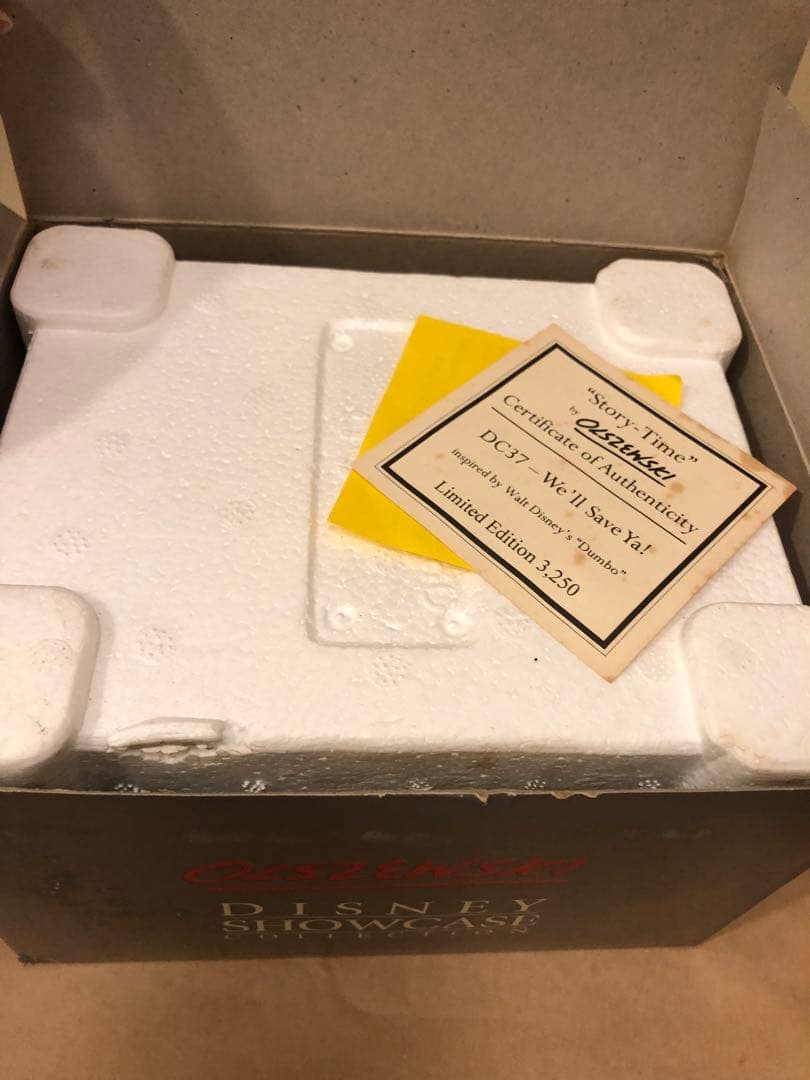 "Story-Time"
by OLSZEWSKI
Certificate of Authenticity
DC37 – We'll Save Ya!
inspired by Walt Disney's "Dumbo"
Limited Edition 3,250
OLSZEWSKI
DISNEY
SHOWCASE
COLLECTION